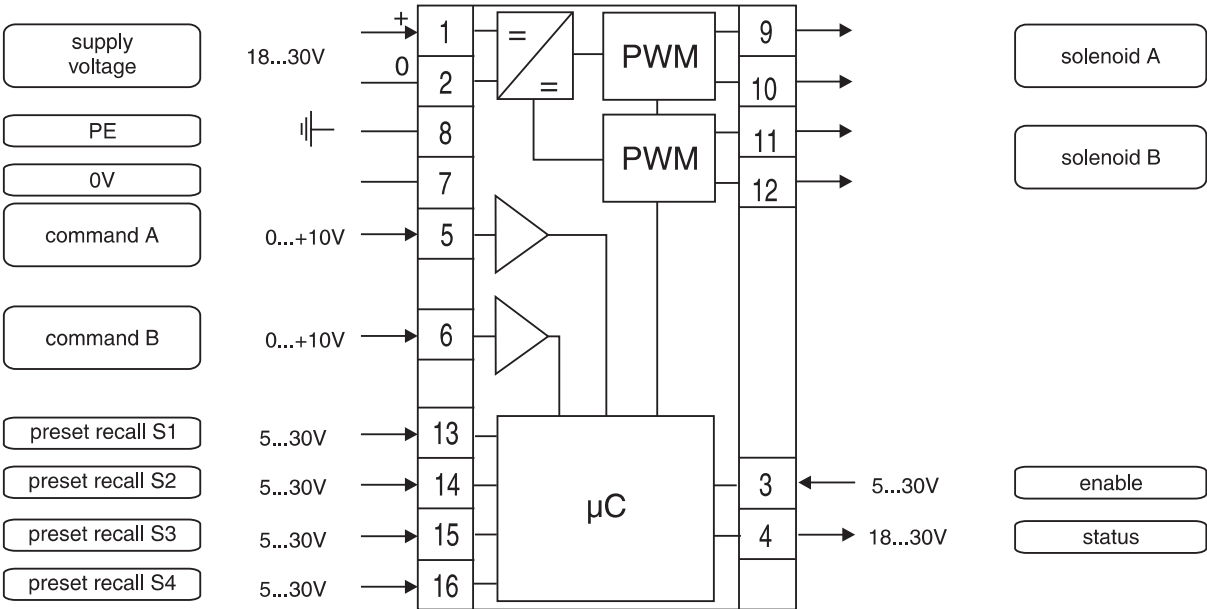 supply
voltage
18...30V
+
0
1
2
=
=
PWM
9
10
solenoid A
PE
8
PWM
11
12
solenoid B
0V
7
command A
0...+10V
5
command B
0...+10V
6
preset recall S1
5...30V
13
preset recall S2
5...30V
14
µC
3
5...30V
enable
preset recall S3
5...30V
15
4
18...30V
status
preset recall S4
5...30V
16